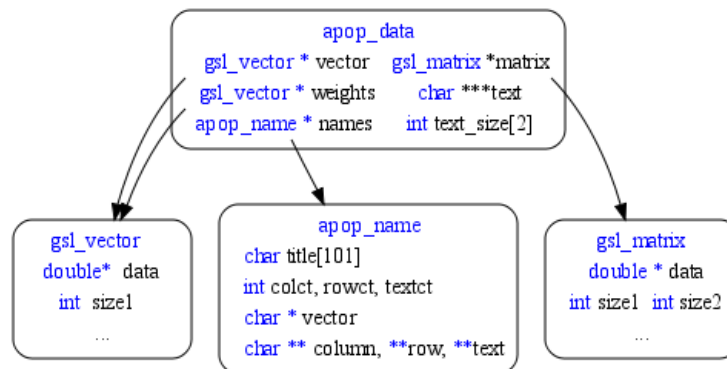 apop_data
gsl_vector * vector gsl_matrix *matrix
gsl_vector * weights char ***text
apop_name * names int text_size[2]
gsl_vector
double* data
int size1
...
apop_name
char title[101]
int colct, rowct, textct
char * vector
char ** column, **row, **text
gsl_matrix
double * data
int size1 int size2
...